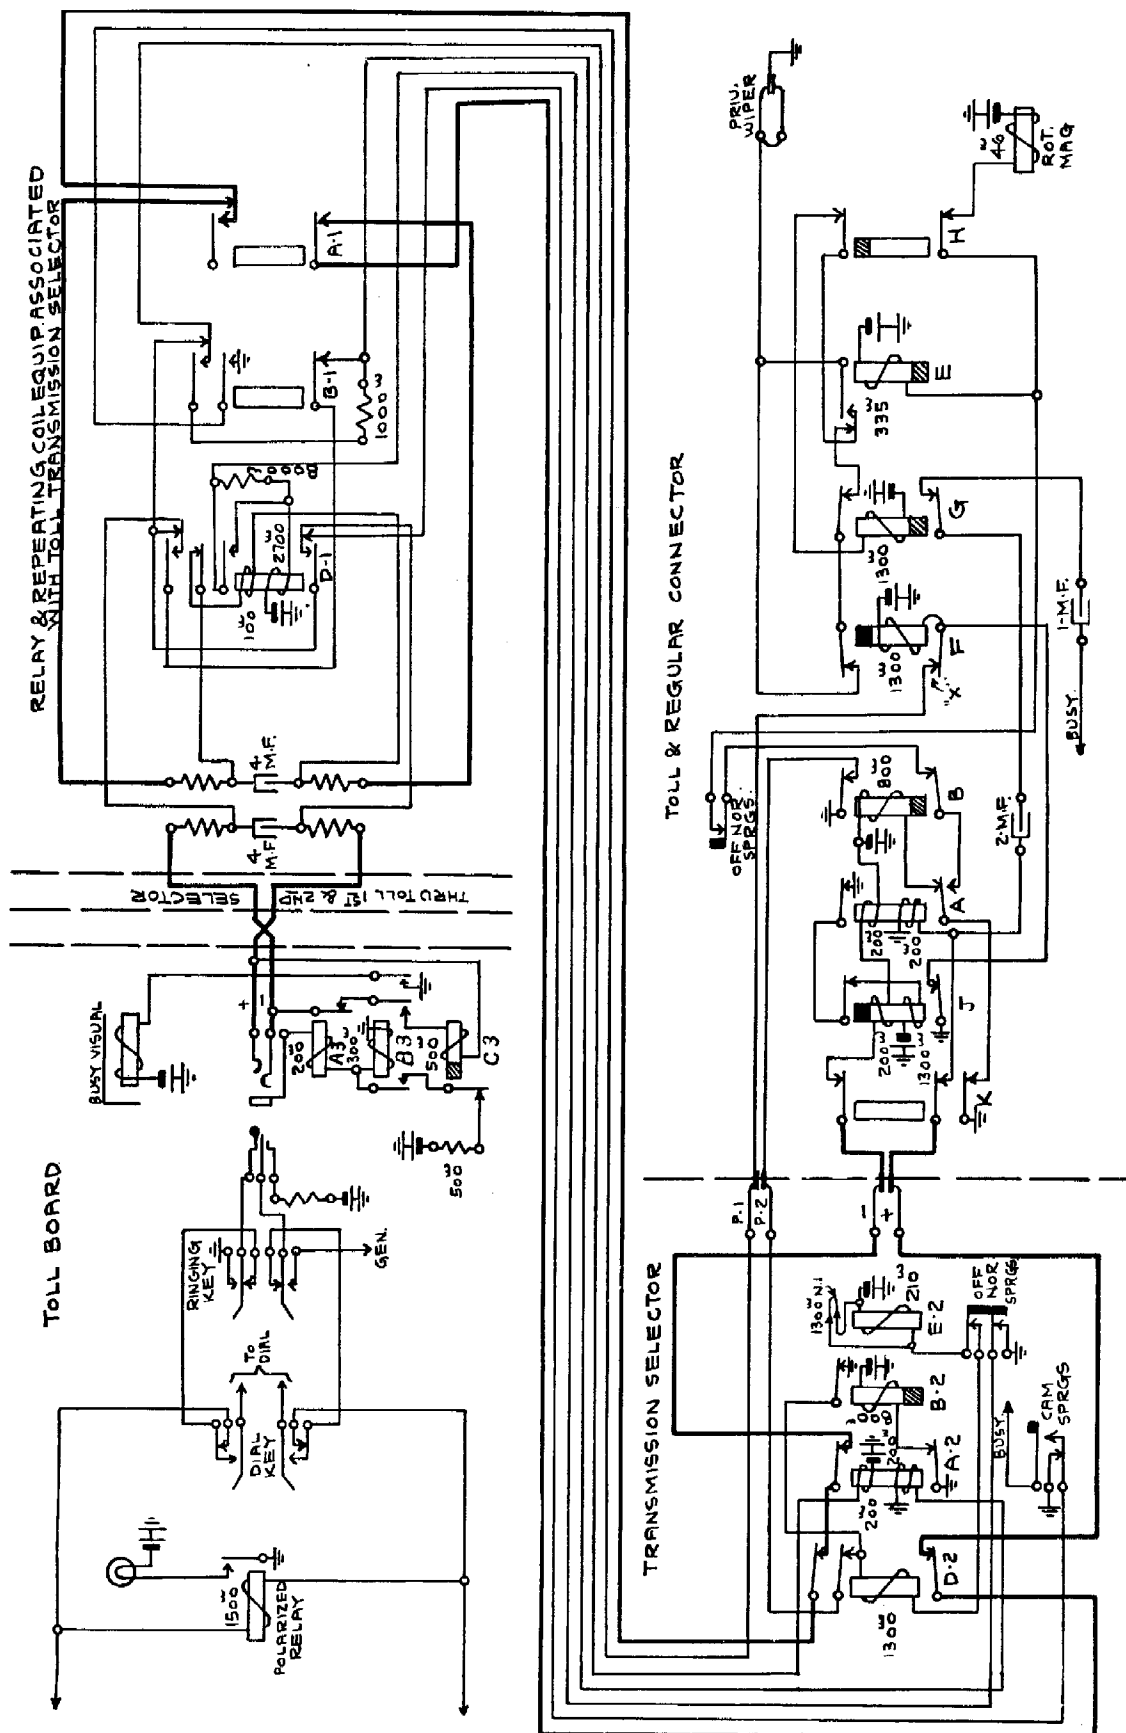 RELAY & REPEATING COIL EQUIP. ASSOCIATED
WITH TOLL TRANSMISSION SELECTOR
A-1
B-1
1000 ω
8000 ω
2700 ω
100 ω
D-1
4
M.F.
4
M.F.
THRU TOLL 1ST & 2ND
SELECTOR
TOLL BOARD
BUSY VISUAL
+
-
200 ω
A3
300 ω
B3
500 ω
C3
500 ω
RINGING
KEY
GEN.
TO
DIAL
DIAL
KEY
1500 ω
POLARIZED
RELAY
TOLL & REGULAR CONNECTOR
PRIV.
WIPER
46 ω
ROT.
MAG
H
E
335 ω
G
1300 ω
F
1300 ω
"X"
1-M.F.
BUSY
OFF NOR
SPRGS.
B
800 ω
2-M.F.
A
200 ω
200 ω
J
200 ω
1300 ω
K
TRANSMISSION SELECTOR
P.1
P.2
-
+
1300 ω N.I.
210 ω
E-2
OFF
NOR
SPRGS
B-2
BUSY
CAM
SPRGS
A-2
200 ω
200 ω
D-2
1300 ω